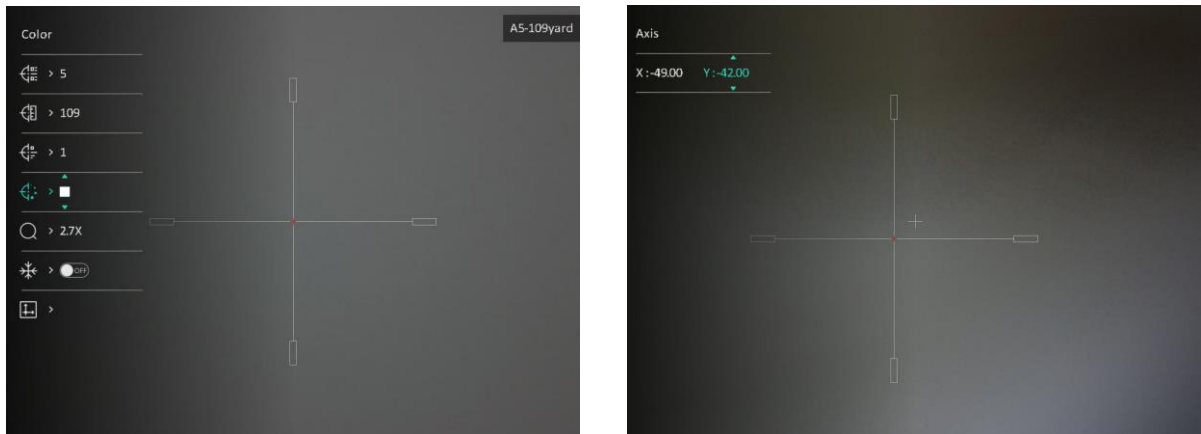 Color
A5-109yard
> 5
> 109
> 1
>
> 2.7X
> OFF
>
Axis
X :-49.00 Y :-42.00